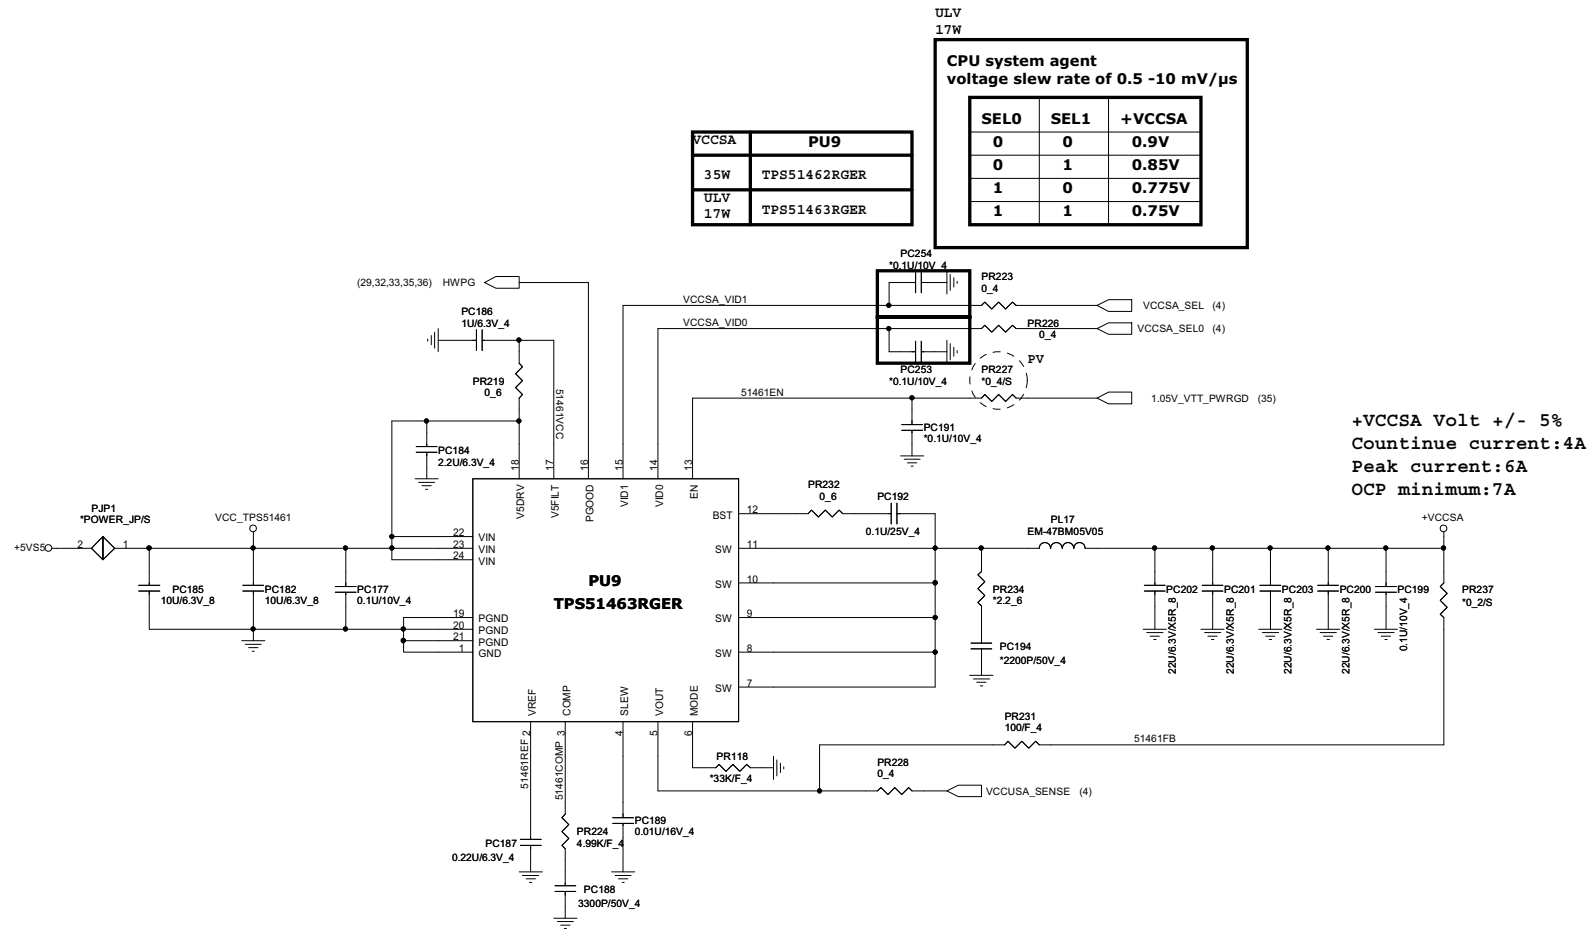 ULV
17W
CPU system agent
voltage slew rate of 0.5 -10 mV/µs
SEL0 SEL1 +VCCSA
0 0 0.9V
0 1 0.85V
1 0 0.775V
1 1 0.75V
VCCSA PU9
35W TPS51462RGER
ULV
17W TPS51463RGER
(29,32,33,35,36) HWPG
PC254
*0.1U/10V_4
PR223
0_4
VCCSA_VID1
VCCSA_SEL (4)
VCCSA_VID0
PR226
0_4
VCCSA_SEL0 (4)
PC186
1U/6.3V_4
PC253
*0.1U/10V_4
PV
PR227
*0_4/S
PR219
0_6
51461VCC
51461EN
1.05V_VTT_PWRGD (35)
PC191
*0.1U/10V_4
PC184
2.2U/6.3V_4
+VCCSA Volt +/- 5%
Countinue current:4A
Peak current:6A
OCP minimum:7A
18 17 16 15 14 13
V5DRV V5FILT PGOOD VID1 VID0 EN
PJP1
*POWER_JP/S
VCC_TPS51461
+5VS5
2 1
22 VIN
23 VIN
24 VIN
PC185
10U/6.3V_8
PC182
10U/6.3V_8
PC177
0.1U/10V_4
19 PGND
20 PGND
21 PGND
1 GND
PU9
TPS51463RGER
BST 12
SW 11
SW 10
SW 9
SW 8
SW 7
PR232
0_6
PC192
0.1U/25V_4
PL17
EM-47BM05V05
+VCCSA
PR234
*2.2_6
PC194
*2200P/50V_4
PC202
22U/6.3V/X5R_8
PC201
22U/6.3V/X5R_8
PC203
22U/6.3V/X5R_8
PC200
22U/6.3V/X5R_8
PC199
0.1U/10V_4
PR237
*0_2/S
VREF COMP SLEW VOUT MODE
2 3 4 5 6
51461REF
51461COMP
PR118
*33K/F_4
PR231
100/F_4
51461FB
PR228
0_4
VCCUSA_SENSE (4)
PC187
0.22U/6.3V_4
PR224
4.99K/F_4
PC189
0.01U/16V_4
PC188
3300P/50V_4